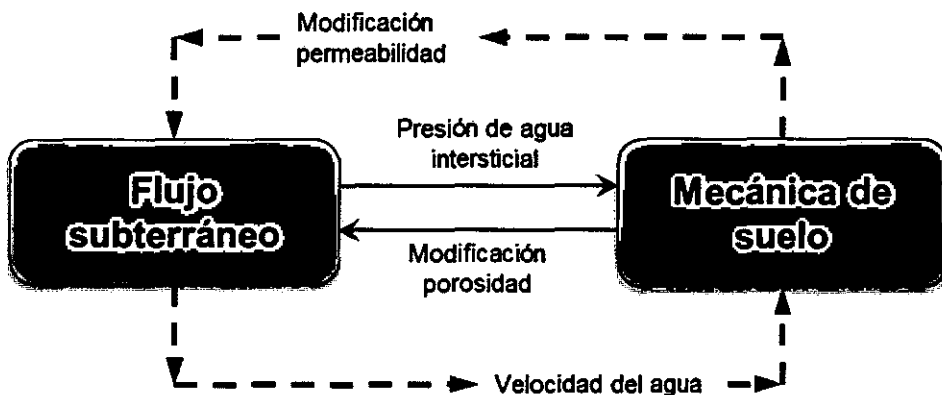 Modificación
permeabilidad
Presión de agua
intersticial
Flujo
subterráneo
Mecánica de
suelo
Modificación
porosidad
Velocidad del agua